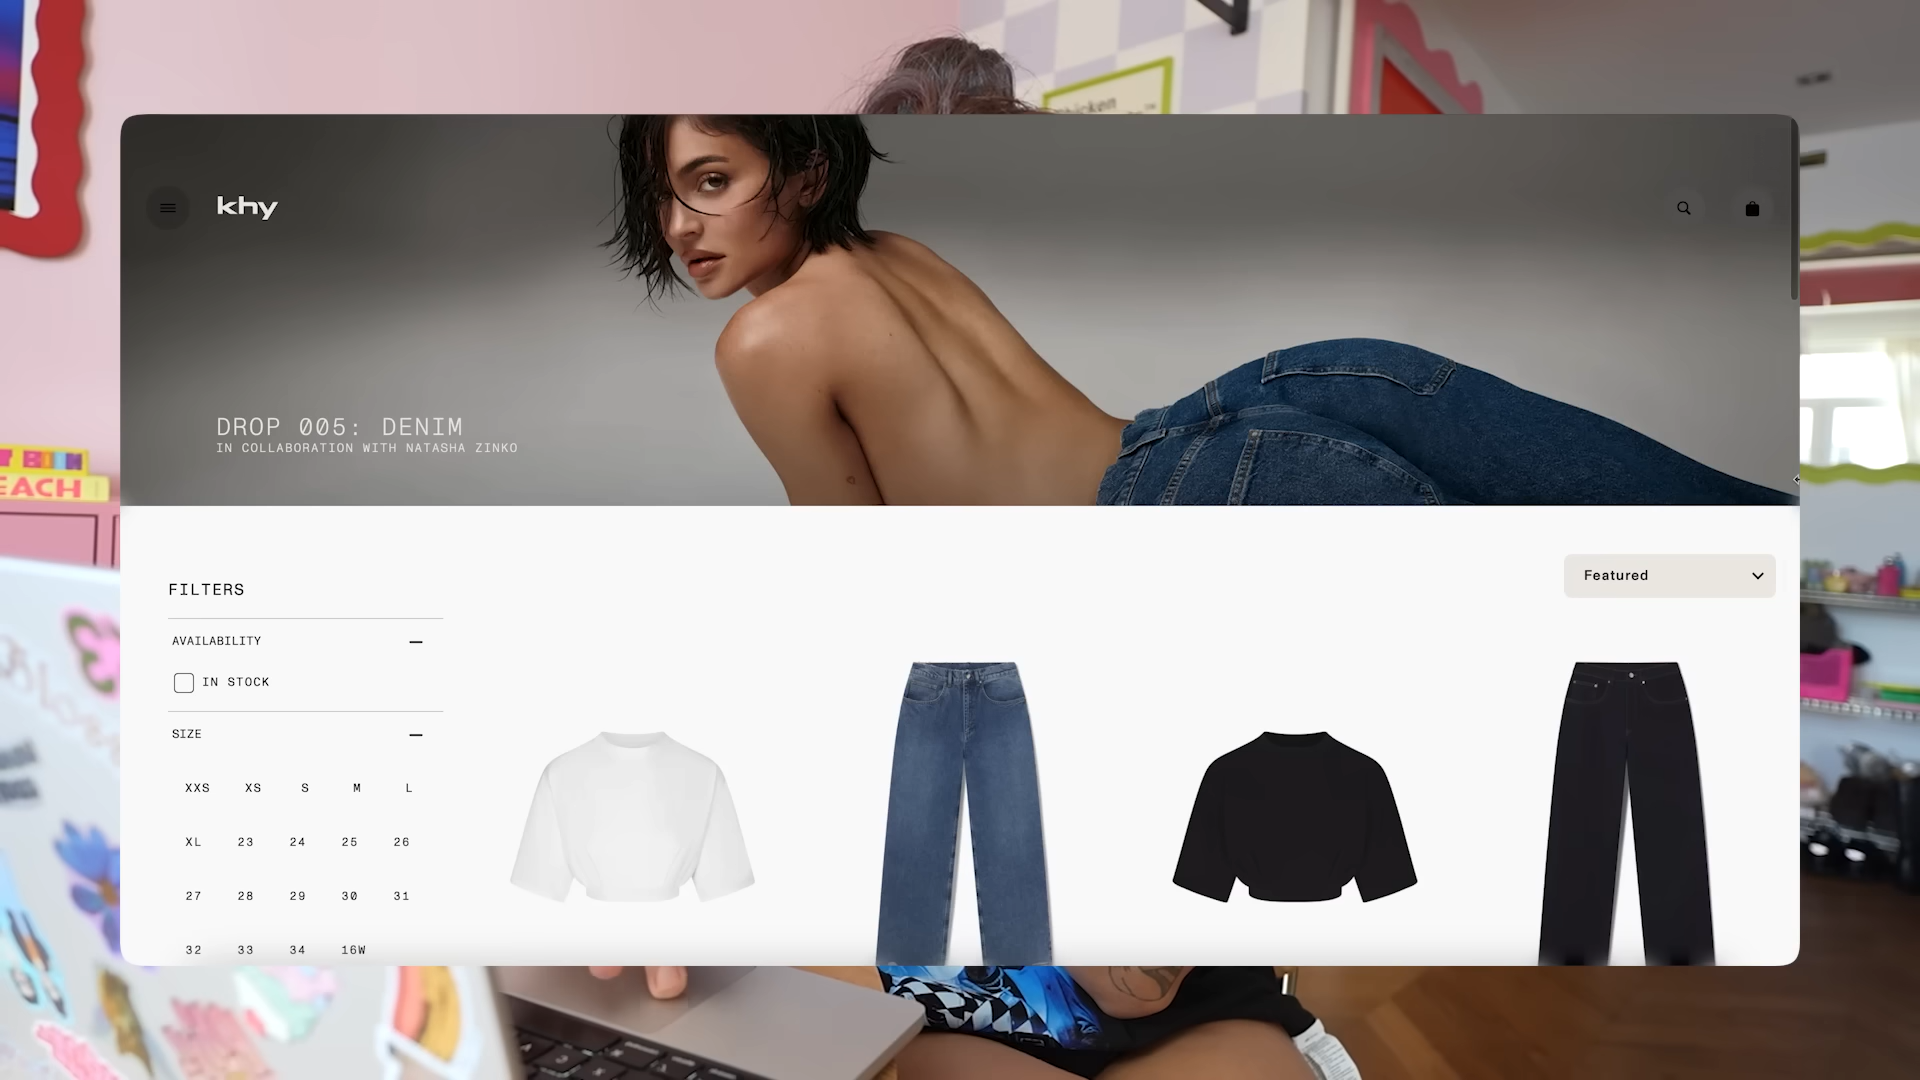 khy
DROP 005: DENIM
IN COLLABORATION WITH NATASHA ZINKO
Featured
FILTERS
AVAILABILITY
IN STOCK
SIZE
XXS XS S M L
XL 23 24 25 26
27 28 29 30 31
32 33 34 16W
EACH